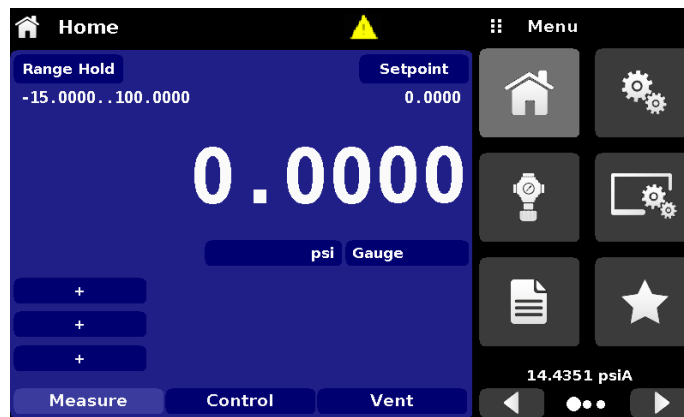 Home
Menu
Range Hold
Setpoint
-15.0000..100.0000
0.0000
0.0000
psi
Gauge
+
+
+
14.4351 psiA
Measure
Control
Vent